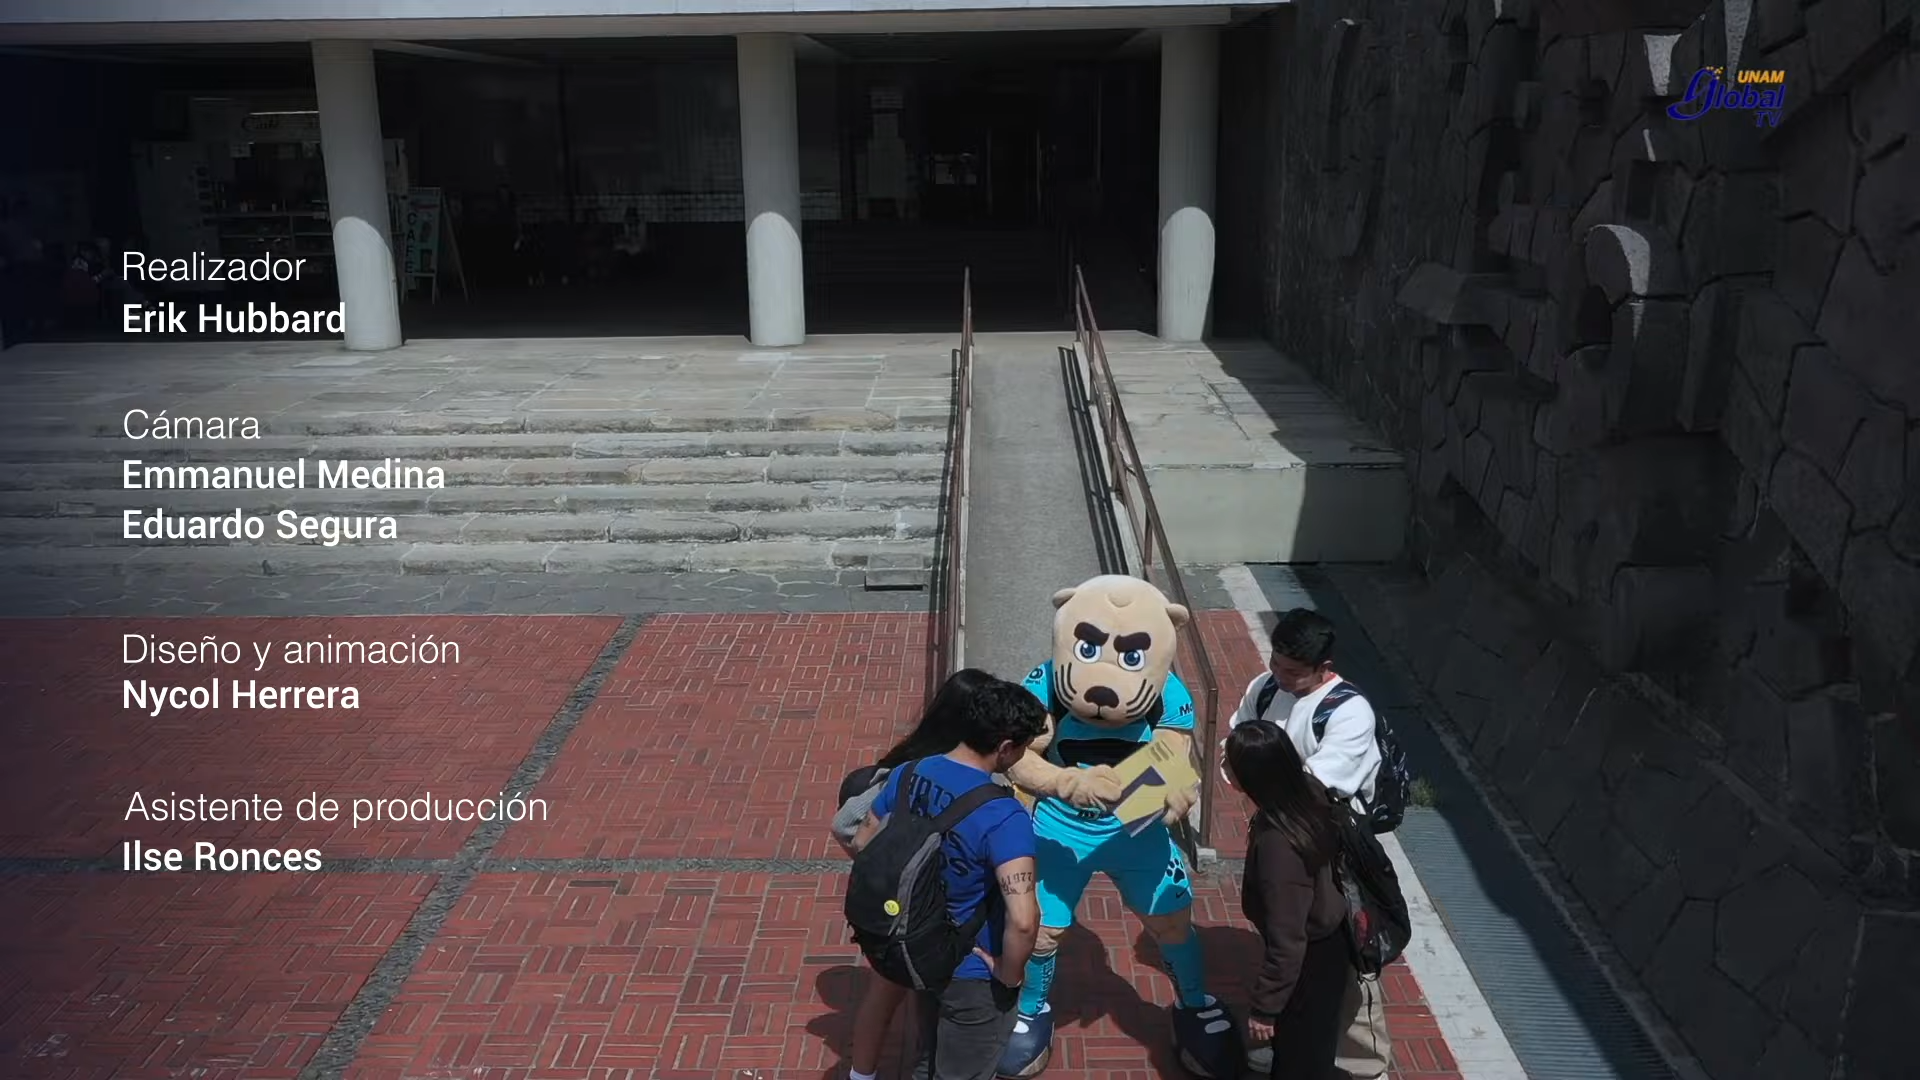 UNAM
global
TV
Realizador
Erik Hubbard
Cámara
Emmanuel Medina
Eduardo Segura
Diseño y animación
Nycol Herrera
Asistente de producción
Ilse Ronces
CAFE